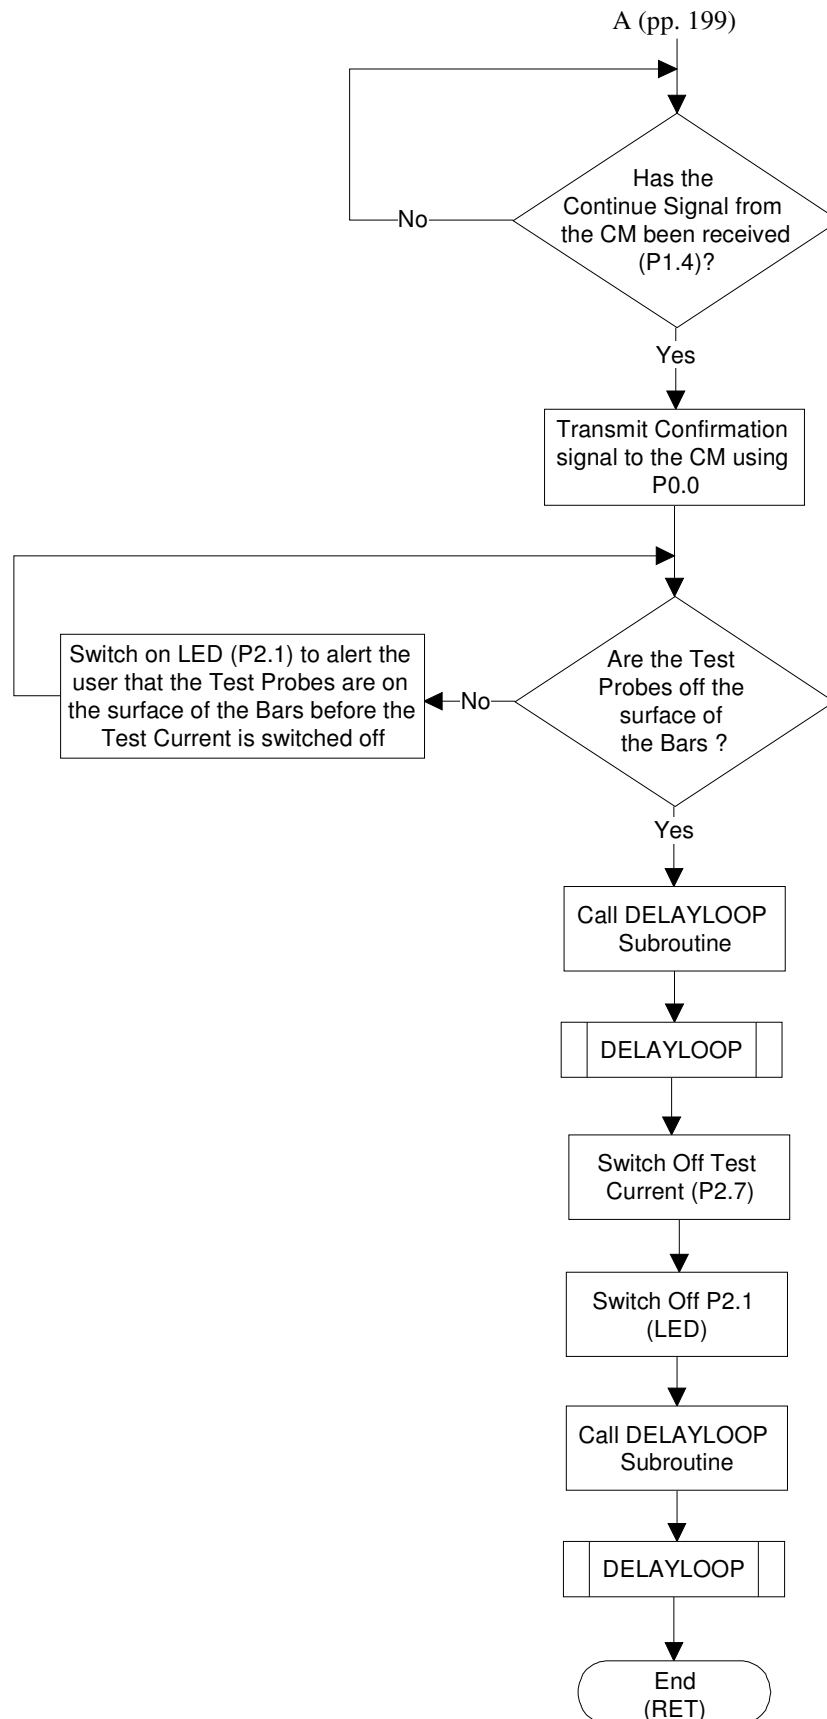 A (pp. 199)
Has the
Continue Signal from
the CM been received
(P1.4)?
No
Yes
Transmit Confirmation
signal to the CM using
P0.0
Switch on LED (P2.1) to alert the
user that the Test Probes are on
the surface of the Bars before the
Test Current is switched off
No
Are the Test
Probes off the
surface of
the Bars ?
Yes
Call DELAYLOOP
Subroutine
DELAYLOOP
Switch Off Test
Current (P2.7)
Switch Off P2.1
(LED)
Call DELAYLOOP
Subroutine
DELAYLOOP
End
(RET)